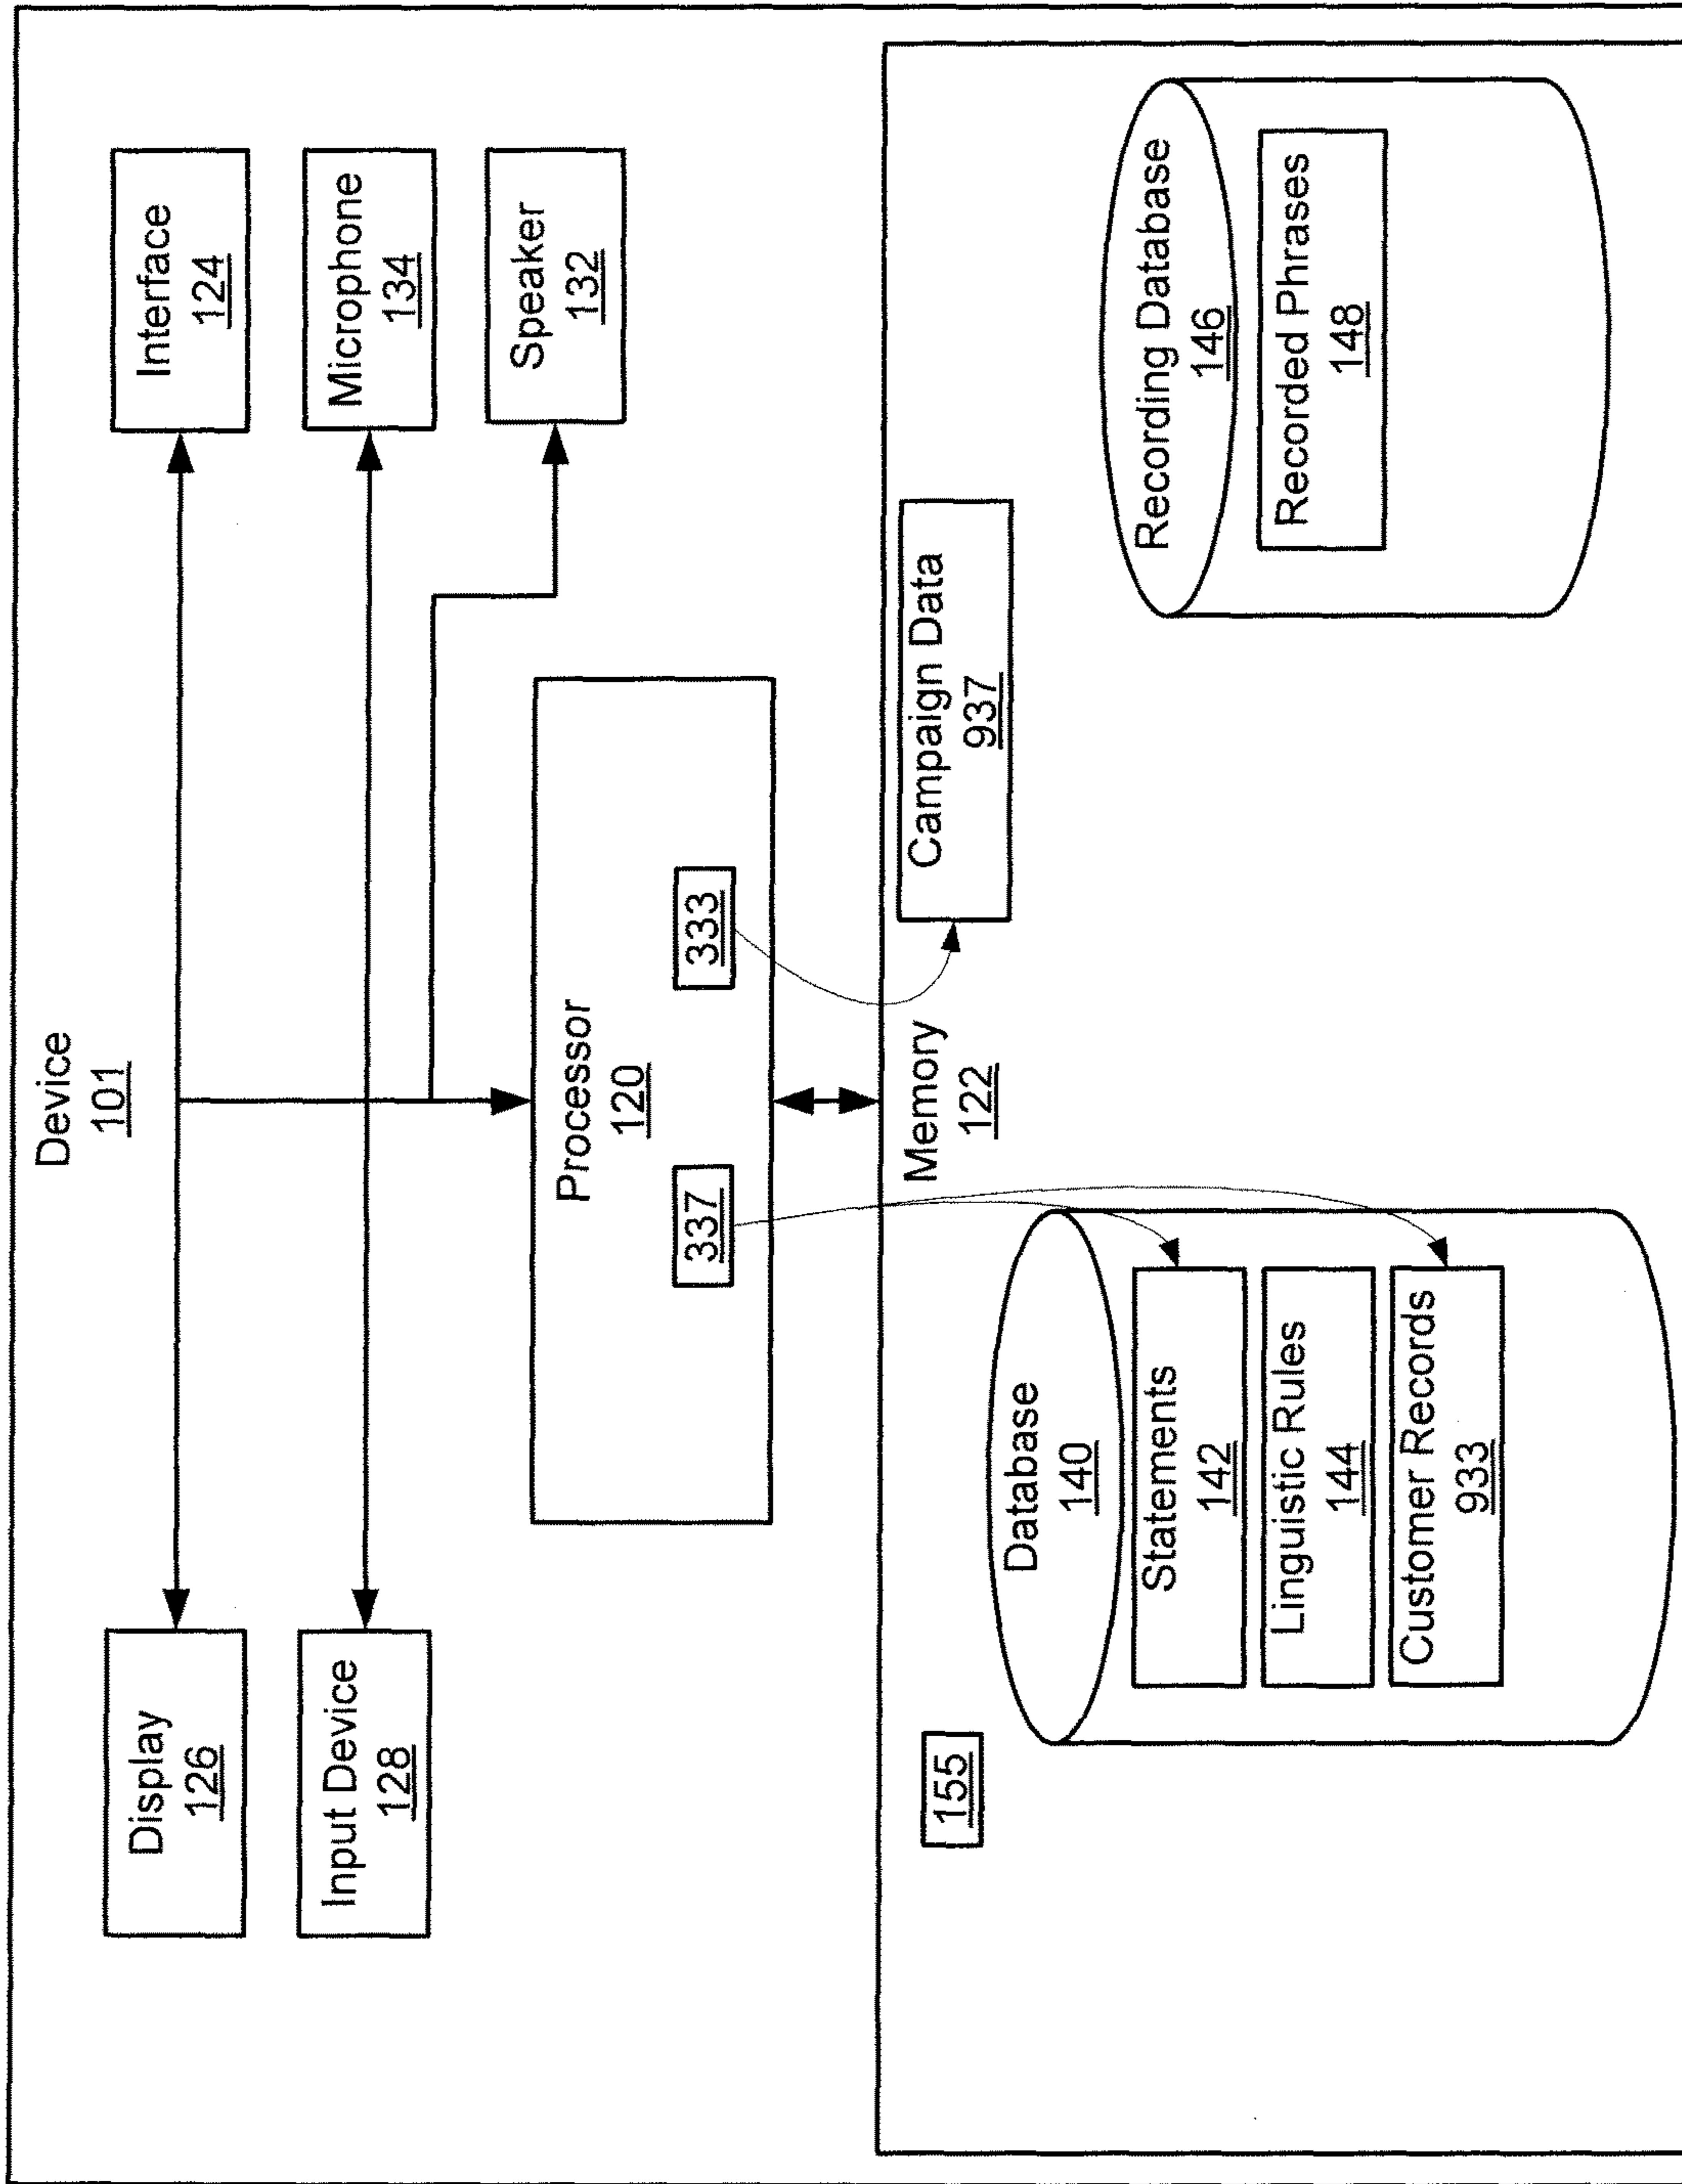 Device
101
Display
126
Interface
124
Input Device
128
Microphone
134
Speaker
132
Processor
120
337
333
Memory
122
155
Campaign Data
937
Database
140
Statements
142
Linguistic Rules
144
Customer Records
933
Recording Database
146
Recorded Phrases
148